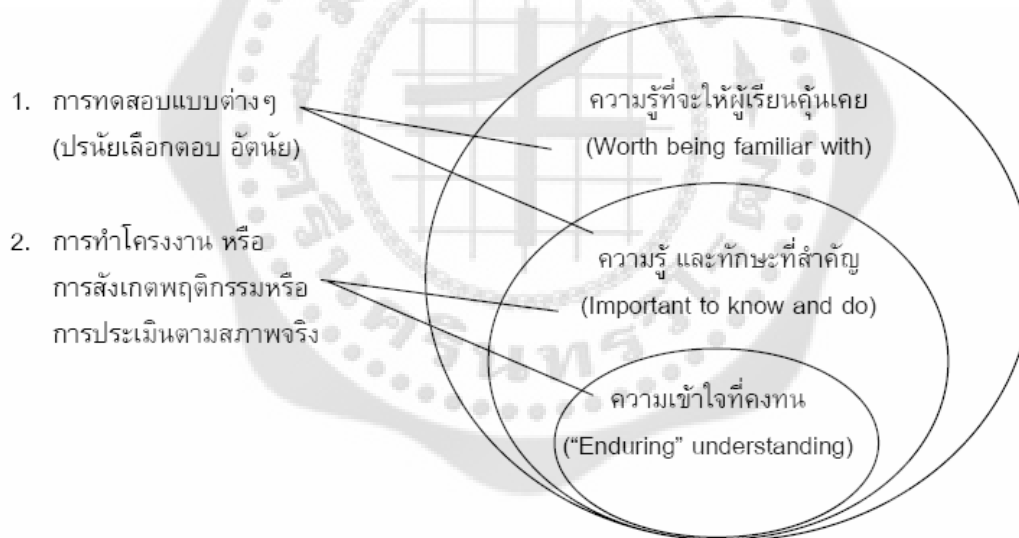 1. การทดสอบแบบต่างๆ
(ปรนัยเลือกตอบ อัตนัย)
2. การทำโครงงาน หรือ
การสังเกตพฤติกรรมหรือ
การประเมินตามสภาพจริง
ความรู้ที่จะให้ผู้เรียนคุ้นเคย
(Worth being familiar with)
ความรู้ และทักษะที่สำคัญ
(Important to know and do)
ความเข้าใจที่คงทน
("Enduring" understanding)